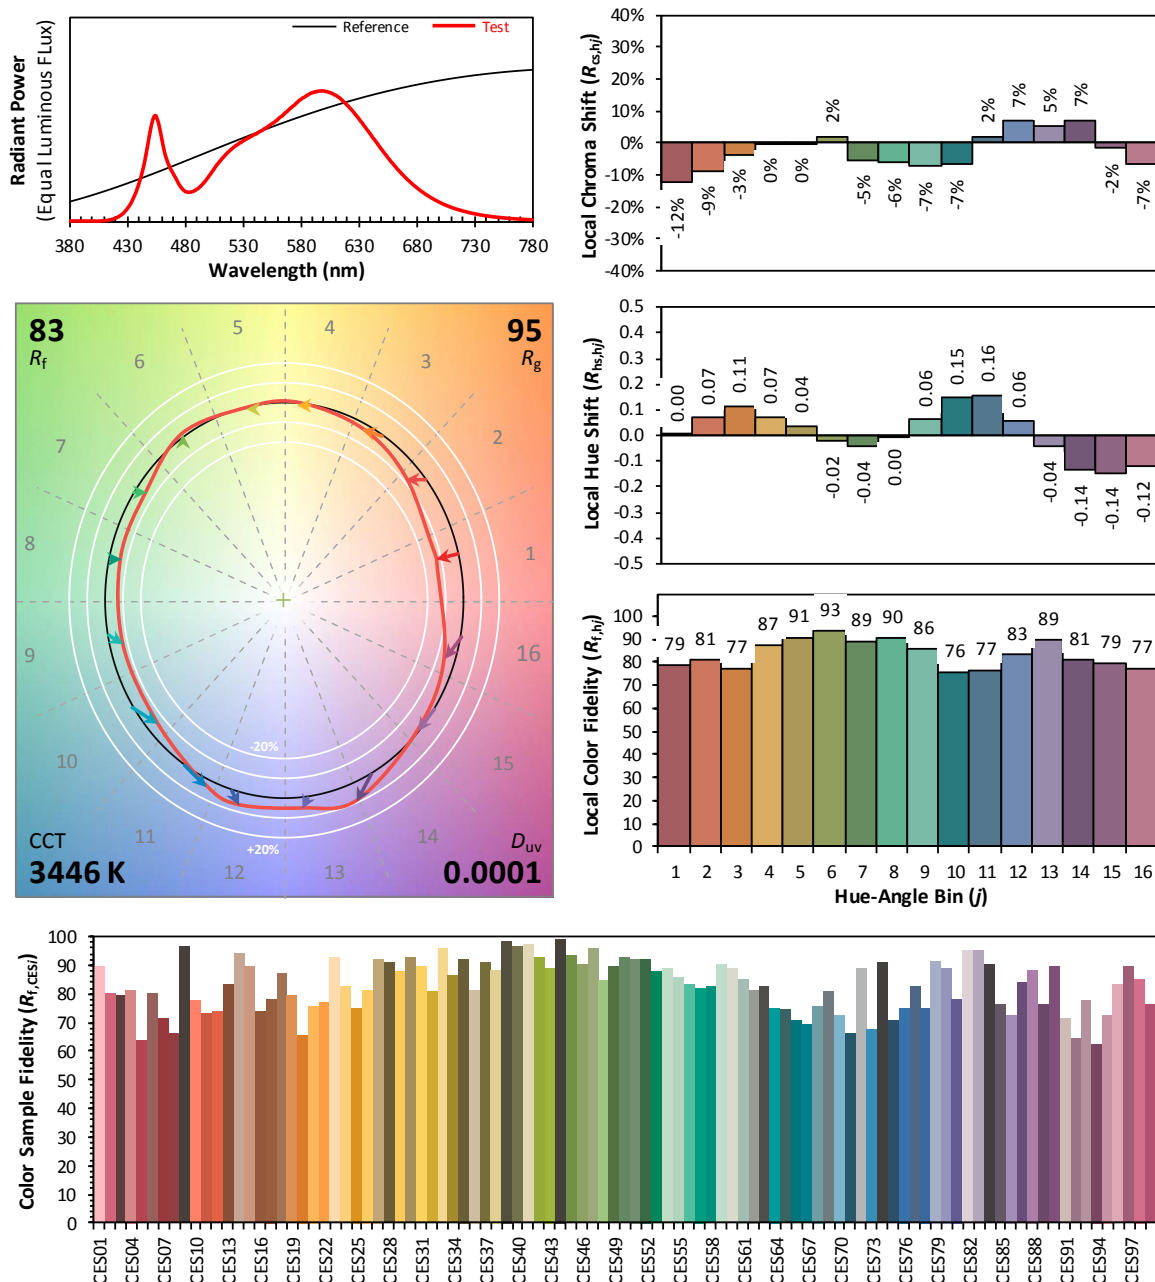 Reference
Test
Radiant Power
(Equal Luminous FLux
380 430 480 530 580 630 680 730 780
Wavelength (nm)
Local Chroma Shift (Rcs,hj)
40%
30%
20%
10%
0%
-10%
-20%
-30%
-40%
-12% -9% -3% 0% 0% 2% -5% -6% -7% -7% 2% 7% 5% 7% -2% -7%
83
Rf
95
Rg
5 4
6 3
7 2
8 1
9 16
10 15
11 14
12 13
-20%
+20%
CCT
3446 K
Duv
0.0001
Local Hue Shift (Rhs,hj)
0.5
0.4
0.3
0.2
0.1
0.0
-0.1
-0.2
-0.3
-0.4
-0.5
0.00 0.07 0.11 0.07 0.04 -0.02 -0.04 0.00 0.06 0.15 0.16 0.06 -0.04 -0.14 -0.14 -0.12
Local Color Fidelity (Rf,hj)
100
90
80
70
60
50
40
30
20
10
0
79 81 77 87 91 93 89 90 86 76 77 83 89 81 79 77
1 2 3 4 5 6 7 8 9 10 11 12 13 14 15 16
Hue-Angle Bin (j)
Color Sample Fidelity (Rf,CESi)
100
90
80
70
60
50
40
30
20
10
0
CES01 CES04 CES07 CES10 CES13 CES16 CES19 CES22 CES25 CES28 CES31 CES34 CES37 CES40 CES43 CES46 CES49 CES52 CES55 CES58 CES61 CES64 CES67 CES70 CES73 CES76 CES79 CES82 CES85 CES88 CES91 CES94 CES97